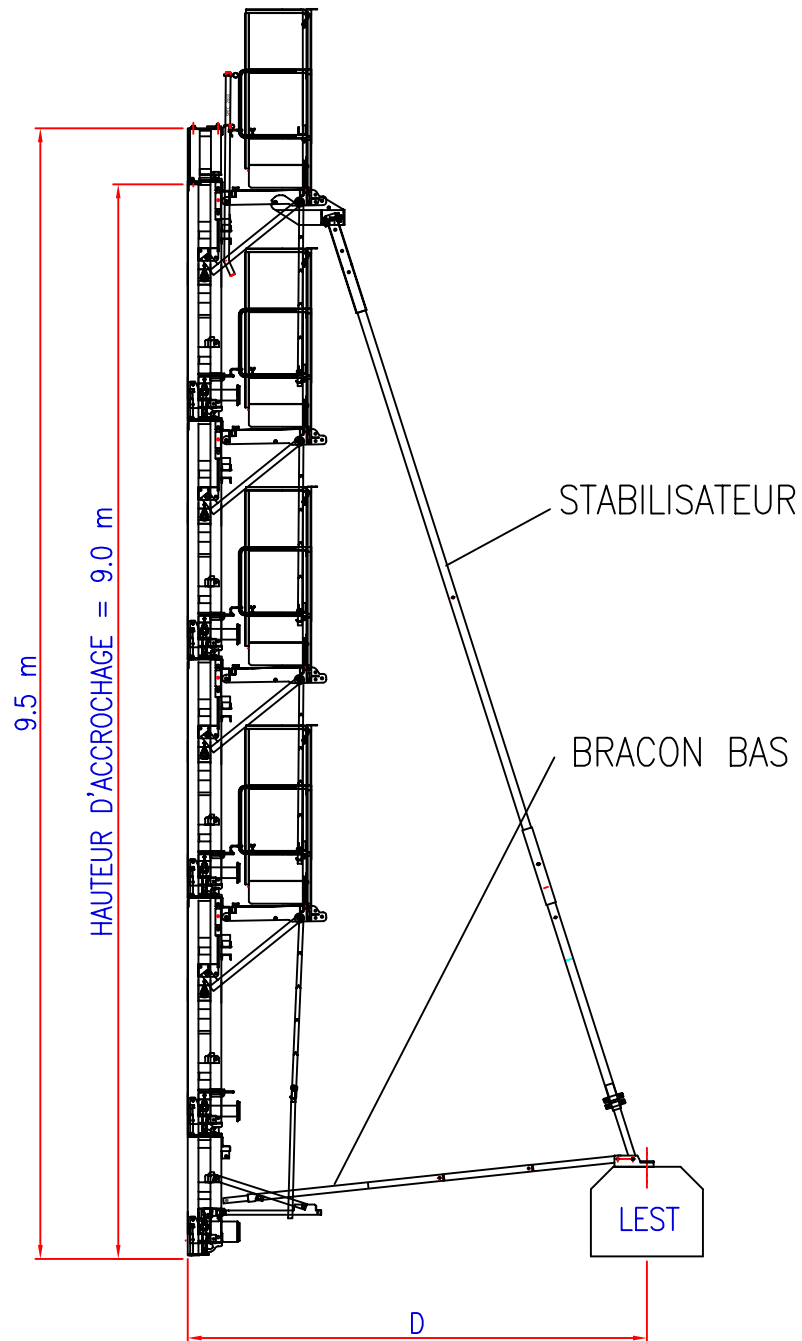 STABILISATEUR
9.5 m
HAUTEUR D'ACCROCHAGE = 9.0 m
BRACON BAS
LEST
D